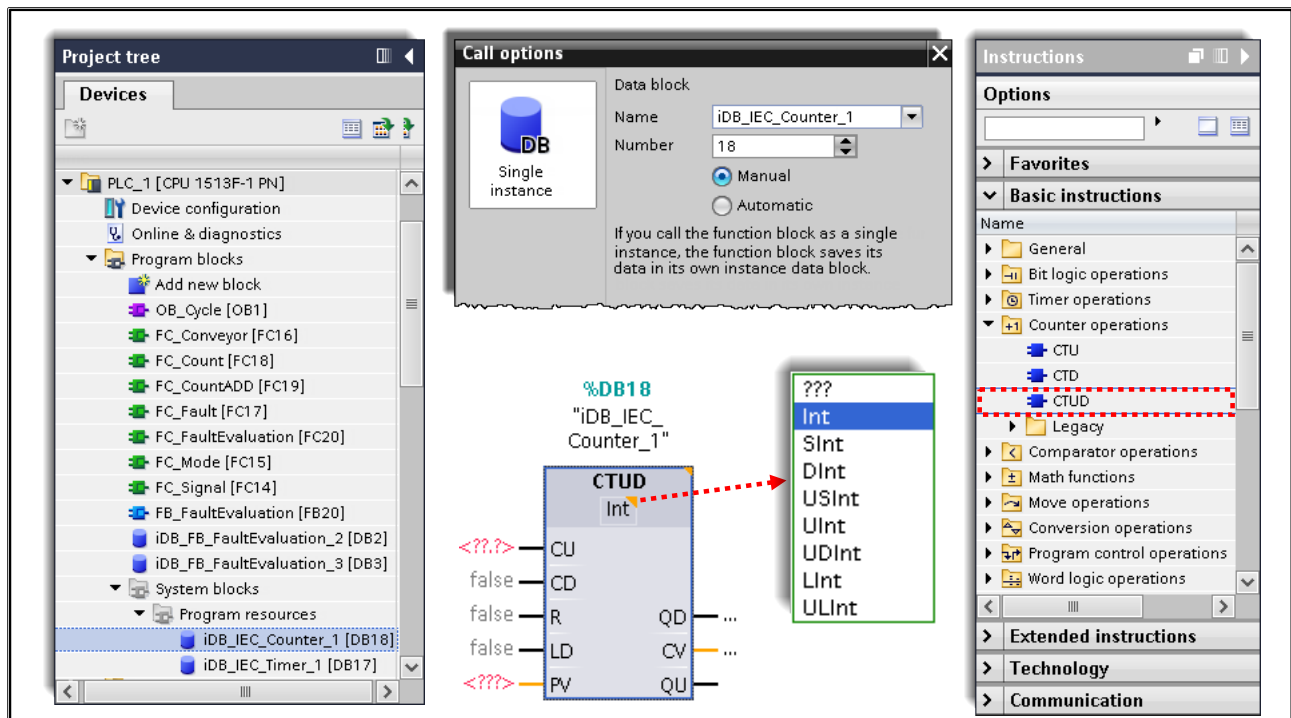 Project tree
Devices
PLC_1 [CPU 1513F-1 PN]
Device configuration
Online & diagnostics
Program blocks
Add new block
OB_Cycle [OB1]
FC_Conveyor [FC16]
FC_Count [FC18]
FC_CountADD [FC19]
FC_Fault [FC17]
FC_FaultEvaluation [FC20]
FC_Mode [FC15]
FC_Signal [FC14]
FB_FaultEvaluation [FB20]
iDB_FB_FaultEvaluation_2 [DB2]
iDB_FB_FaultEvaluation_3 [DB3]
System blocks
Program resources
iDB_IEC_Counter_1 [DB18]
iDB_IEC_Timer_1 [DB17]
Call options
DB
Single
instance
Data block
Name iDB_IEC_Counter_1
Number 18
Manual
Automatic
If you call the function block as a single
instance, the function block saves its
data in its own instance data block.
%DB18
"iDB_IEC_
Counter_1"
CTUD
Int
<??.?> CU
false CD
false R QD ...
false LD CV ...
<???> PV QU
???
Int
SInt
DInt
USInt
UInt
UDInt
LInt
ULInt
Instructions
Options
Favorites
Basic instructions
Name
General
Bit logic operations
Timer operations
+1 Counter operations
CTU
CTD
CTUD
Legacy
Comparator operations
Math functions
Move operations
Conversion operations
Program control operations
Word logic operations
Extended instructions
Technology
Communication